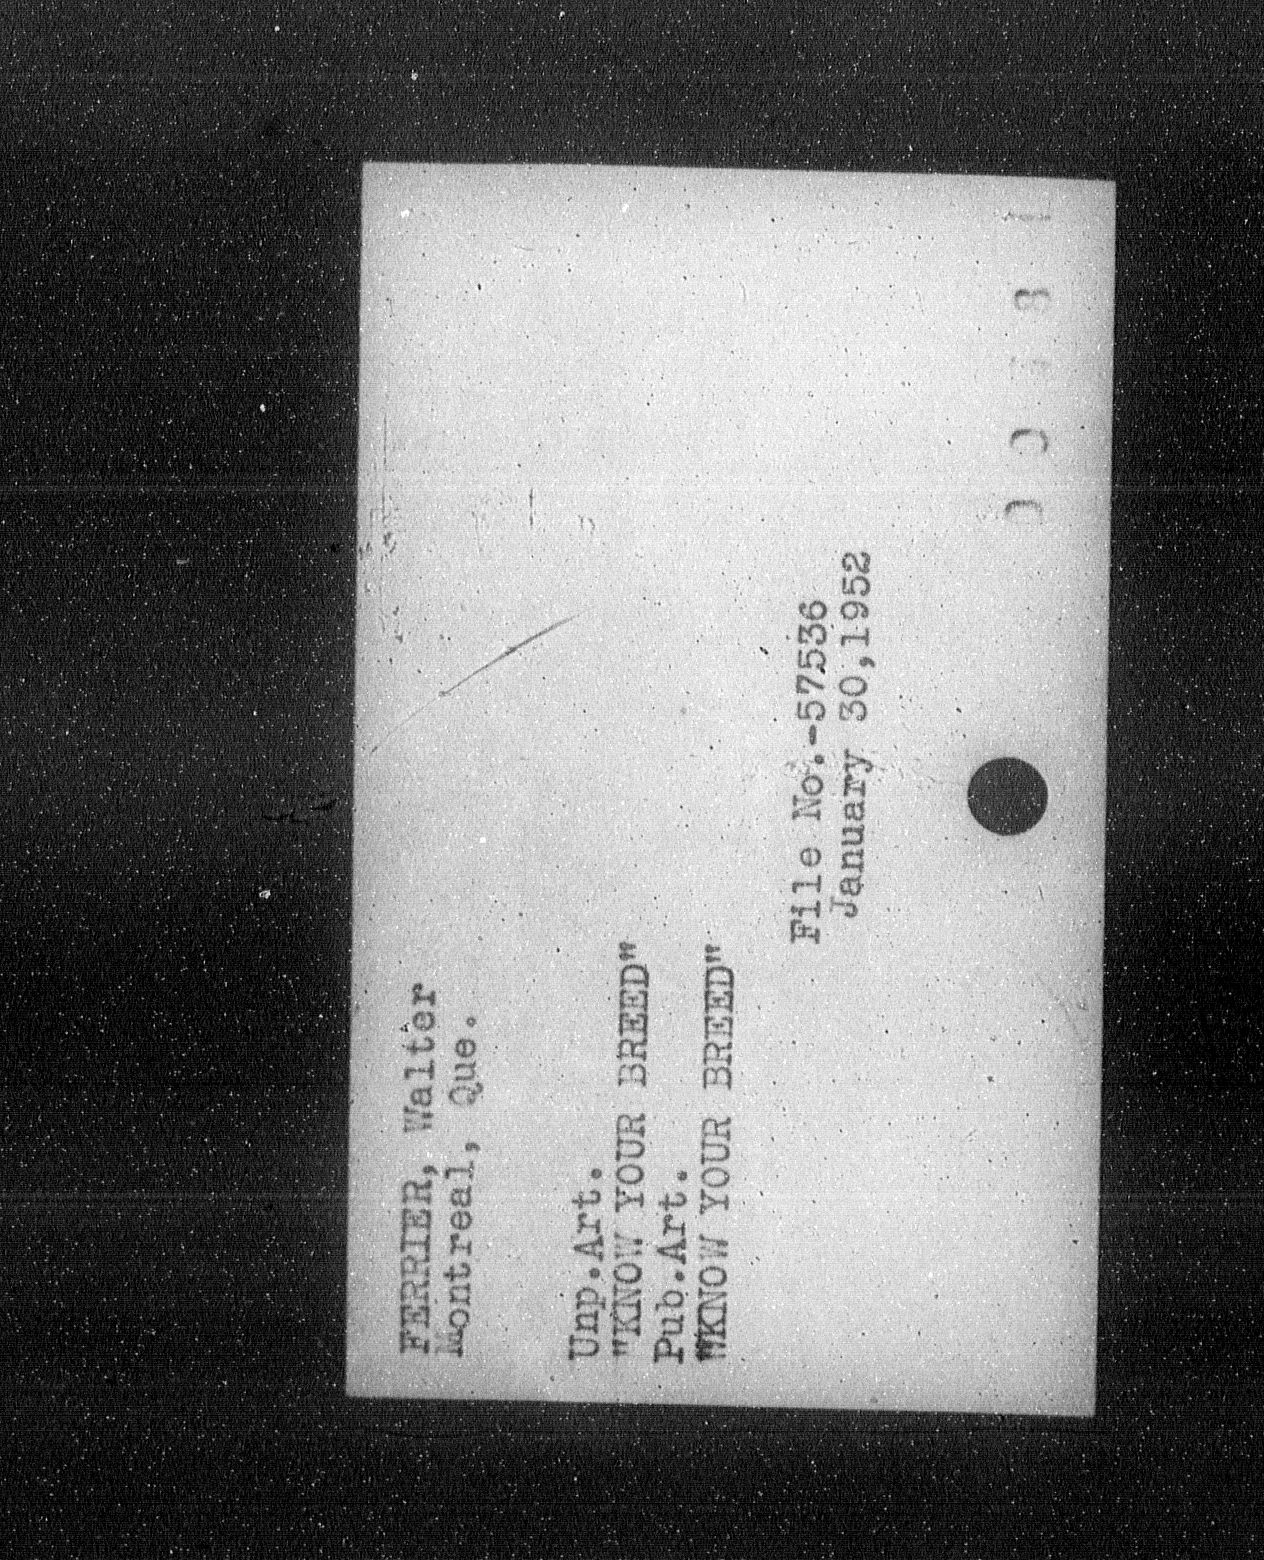 FERRIER, Walter
Montreal, Que.
Unp.Art.
"KNOW YOUR BREED"
Pub.Art.
"KNOW YOUR BREED"
File No.-57536
January 30,1952